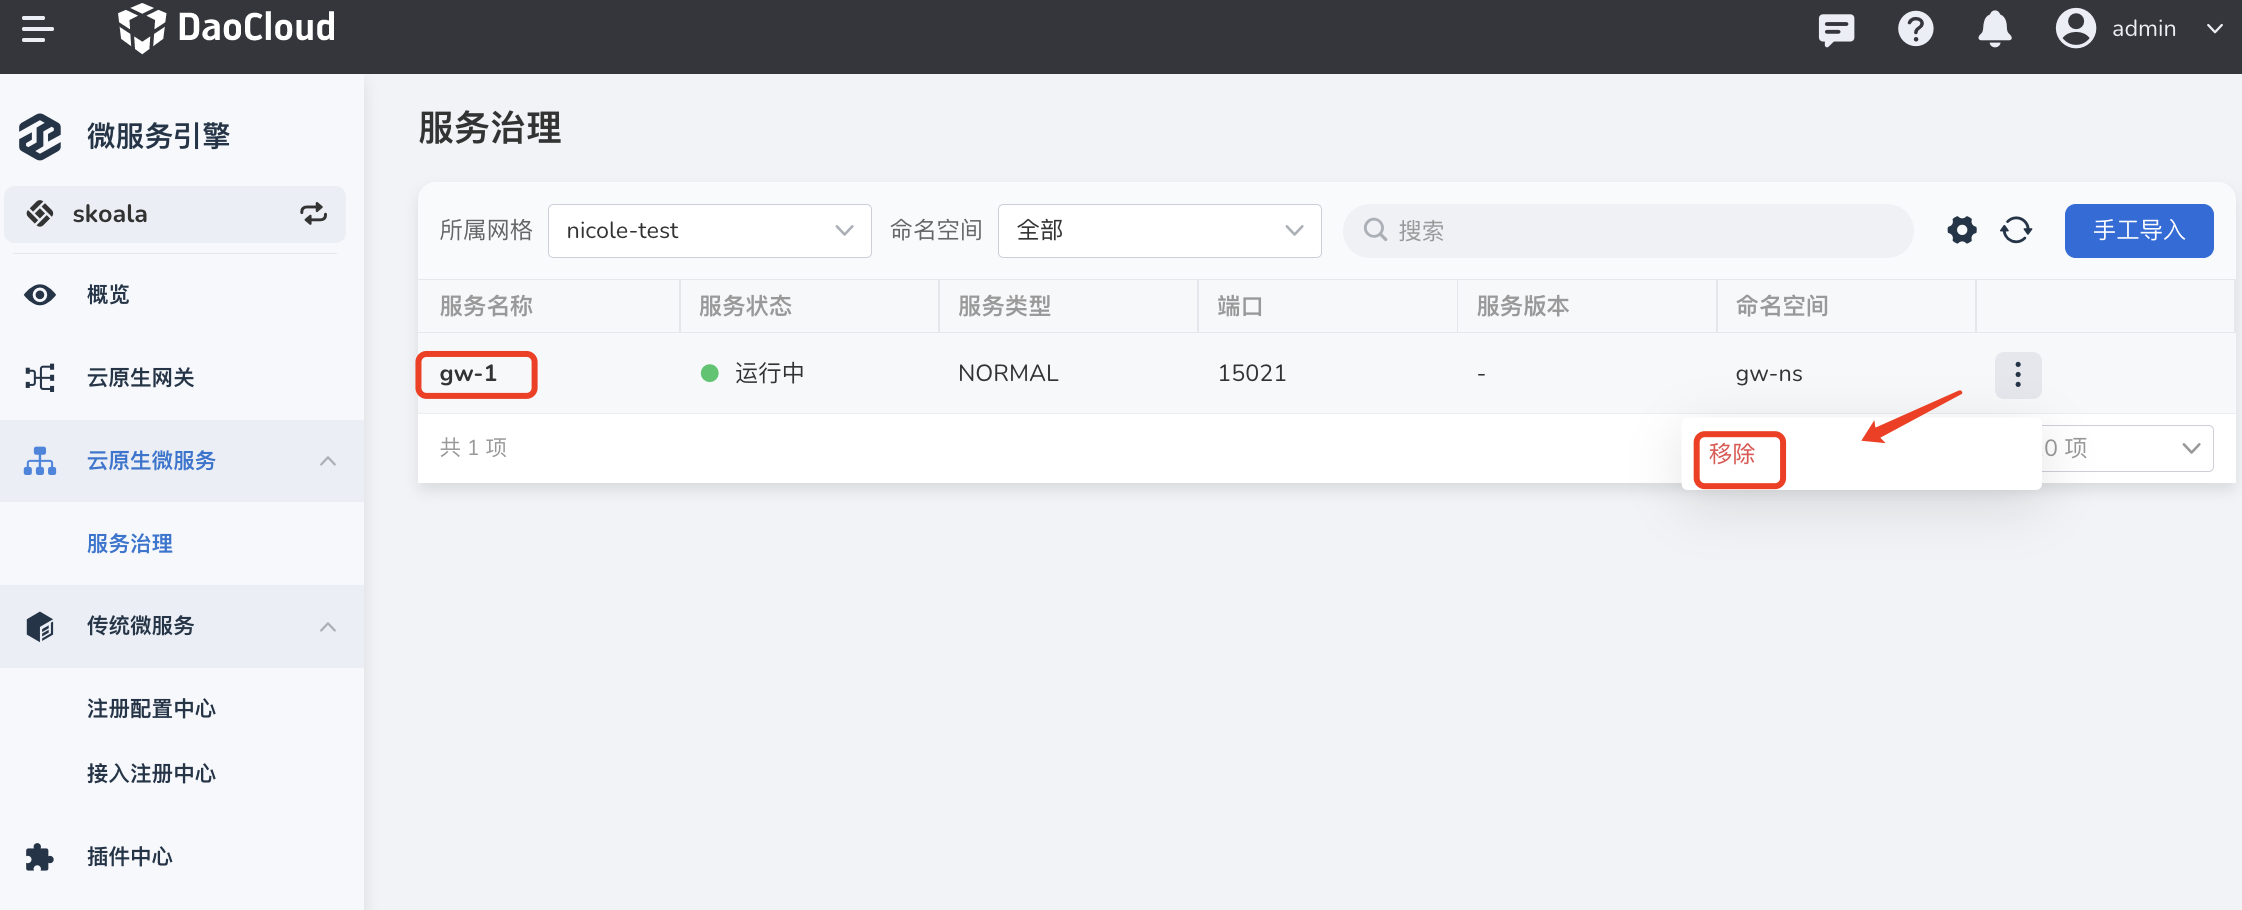 DaoCloud
admin
微服务引擎
skoala
概览
云原生网关
云原生微服务
服务治理
传统微服务
注册配置中心
接入注册中心
插件中心
服务治理
所属网格 nicole-test 命名空间 全部 搜索 手工导入
服务名称 服务状态 服务类型 端口 服务版本 命名空间
gw-1 运行中 NORMAL 15021 - gw-ns
共 1 项 0 项
移除